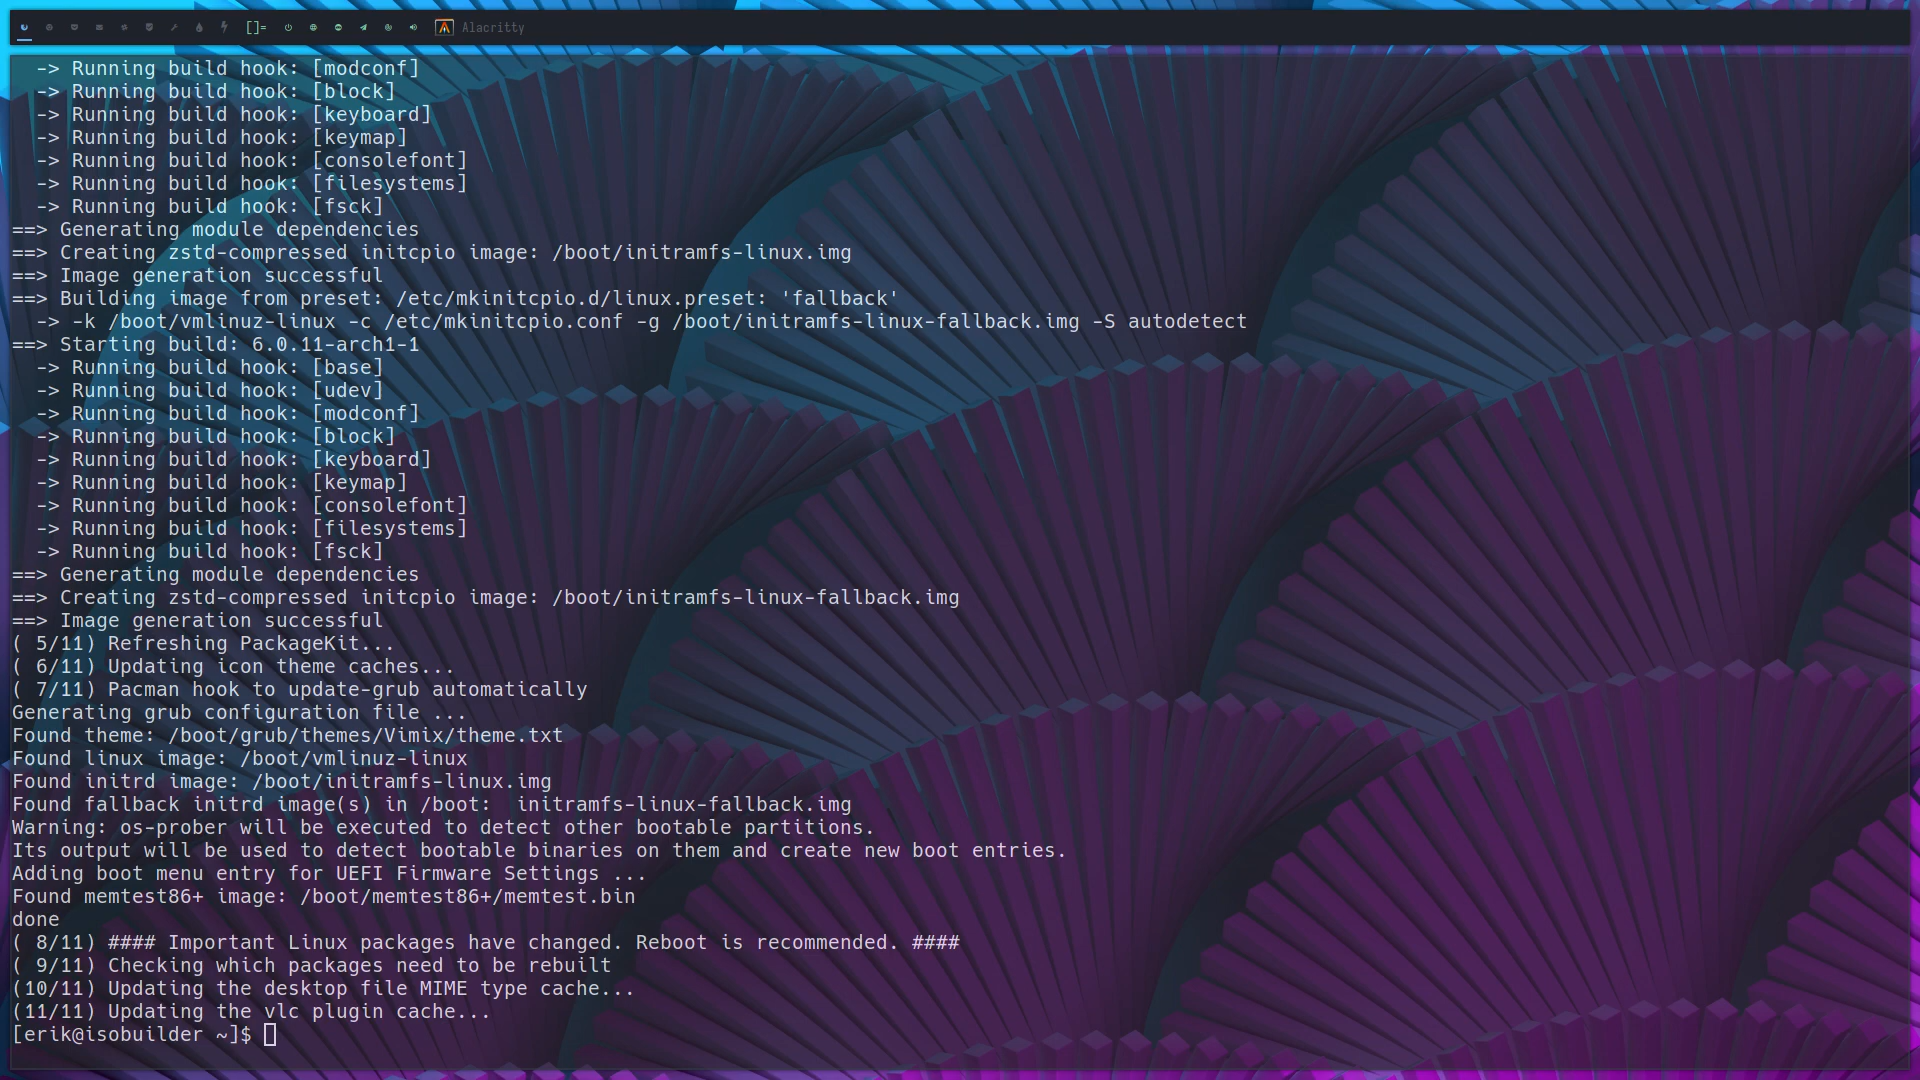 []= Alacritty
-> Running build hook: [modconf]
-> Running build hook: [block]
-> Running build hook: [keyboard]
-> Running build hook: [keymap]
-> Running build hook: [consolefont]
-> Running build hook: [filesystems]
-> Running build hook: [fsck]
==> Generating module dependencies
==> Creating zstd-compressed initcpio image: /boot/initramfs-linux.img
==> Image generation successful
==> Building image from preset: /etc/mkinitcpio.d/linux.preset: 'fallback'
-> -k /boot/vmlinuz-linux -c /etc/mkinitcpio.conf -g /boot/initramfs-linux-fallback.img -S autodetect
==> Starting build: 6.0.11-arch1-1
-> Running build hook: [base]
-> Running build hook: [udev]
-> Running build hook: [modconf]
-> Running build hook: [block]
-> Running build hook: [keyboard]
-> Running build hook: [keymap]
-> Running build hook: [consolefont]
-> Running build hook: [filesystems]
-> Running build hook: [fsck]
==> Generating module dependencies
==> Creating zstd-compressed initcpio image: /boot/initramfs-linux-fallback.img
==> Image generation successful
( 5/11) Refreshing PackageKit...
( 6/11) Updating icon theme caches...
( 7/11) Pacman hook to update-grub automatically
Generating grub configuration file ...
Found theme: /boot/grub/themes/Vimix/theme.txt
Found linux image: /boot/vmlinuz-linux
Found initrd image: /boot/initramfs-linux.img
Found fallback initrd image(s) in /boot:  initramfs-linux-fallback.img
Warning: os-prober will be executed to detect other bootable partitions.
Its output will be used to detect bootable binaries on them and create new boot entries.
Adding boot menu entry for UEFI Firmware Settings ...
Found memtest86+ image: /boot/memtest86+/memtest.bin
done
( 8/11) #### Important Linux packages have changed. Reboot is recommended. ####
( 9/11) Checking which packages need to be rebuilt
(10/11) Updating the desktop file MIME type cache...
(11/11) Updating the vlc plugin cache...
[erik@isobuilder ~]$